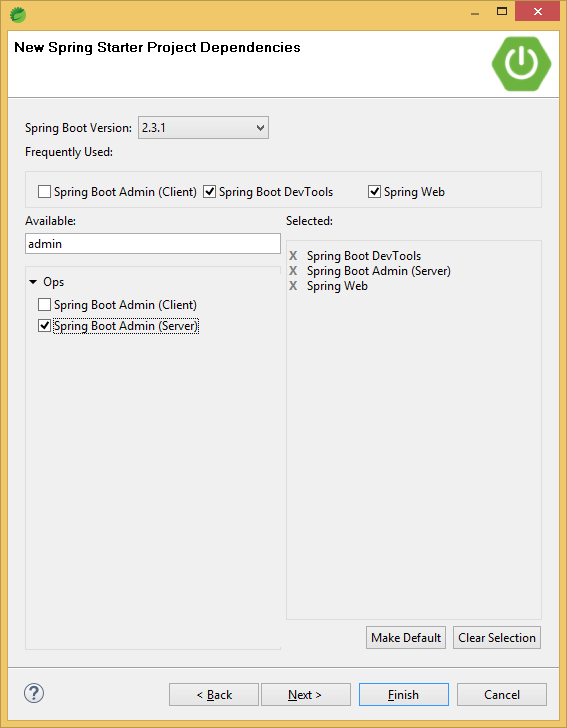 New Spring Starter Project Dependencies
Spring Boot Version: 2.3.1
Frequently Used:
Spring Boot Admin (Client) Spring Boot DevTools Spring Web
Available: Selected:
admin
X Spring Boot DevTools
X Spring Boot Admin (Server)
X Spring Web
Ops
Spring Boot Admin (Client)
Spring Boot Admin (Server)
Make Default Clear Selection
? < Back Next > Finish Cancel